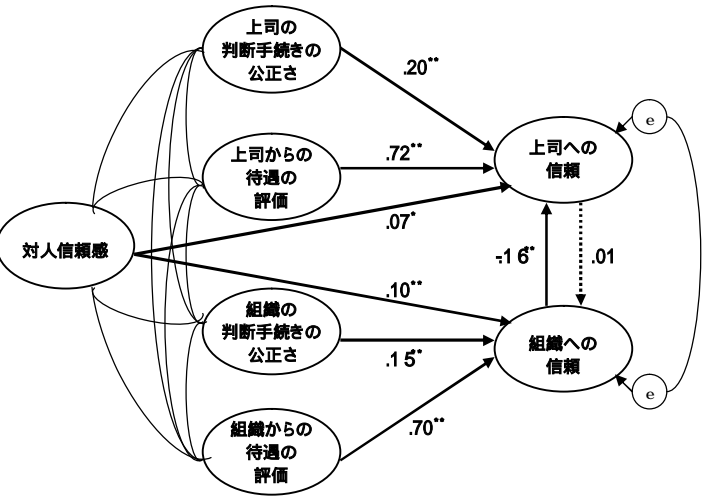 上司の
判断手続きの
公正さ
.20**
e
上司からの
待遇の
評価
.72**
上司への
信頼
.07*
対人信頼感
-.16**
.01
.10**
組織の
判断手続きの
公正さ
.15**
組織への
信頼
e
組織からの
待遇の
評価
.70**